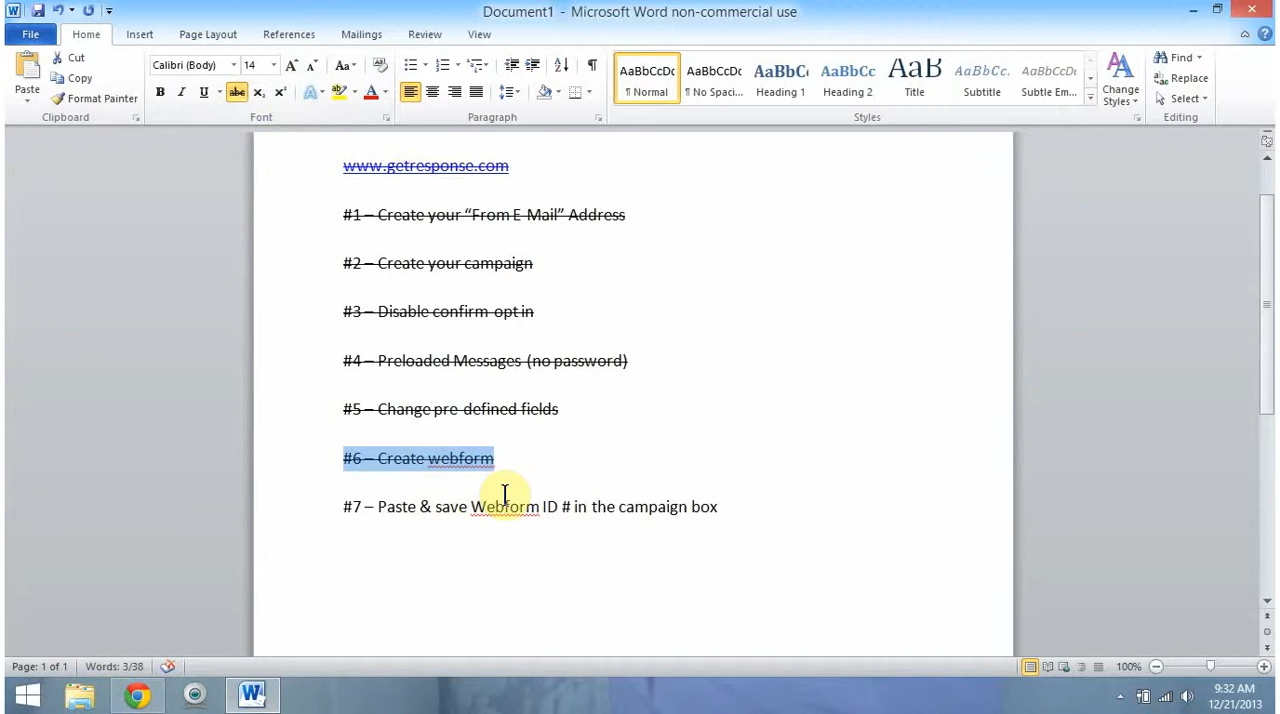 Document1 - Microsoft Word non-commercial use
File Home Insert Page Layout References Mailings Review View
Paste
Cut
Copy
Format Painter
Clipboard
Calibri (Body) 14
Font
Paragraph
AaBbCcDc AaBbCcDc AaBbCc AaBbCc AaB AaBbCcDc AaBbCcDc
¶ Normal ¶ No Spaci... Heading 1 Heading 2 Title Subtitle Subtle Em...
Change Styles
Styles
Find
Replace
Select
Editing
www.getresponse.com
#1 – Create your “From E-Mail” Address
#2 – Create your campaign
#3 – Disable confirm opt in
#4 – Preloaded Messages (no password)
#5 – Change pre-defined fields
#6 – Create webform
#7 – Paste & save Webform ID # in the campaign box
Page: 1 of 1 Words: 3/38 100%
9:32 AM
12/21/2013